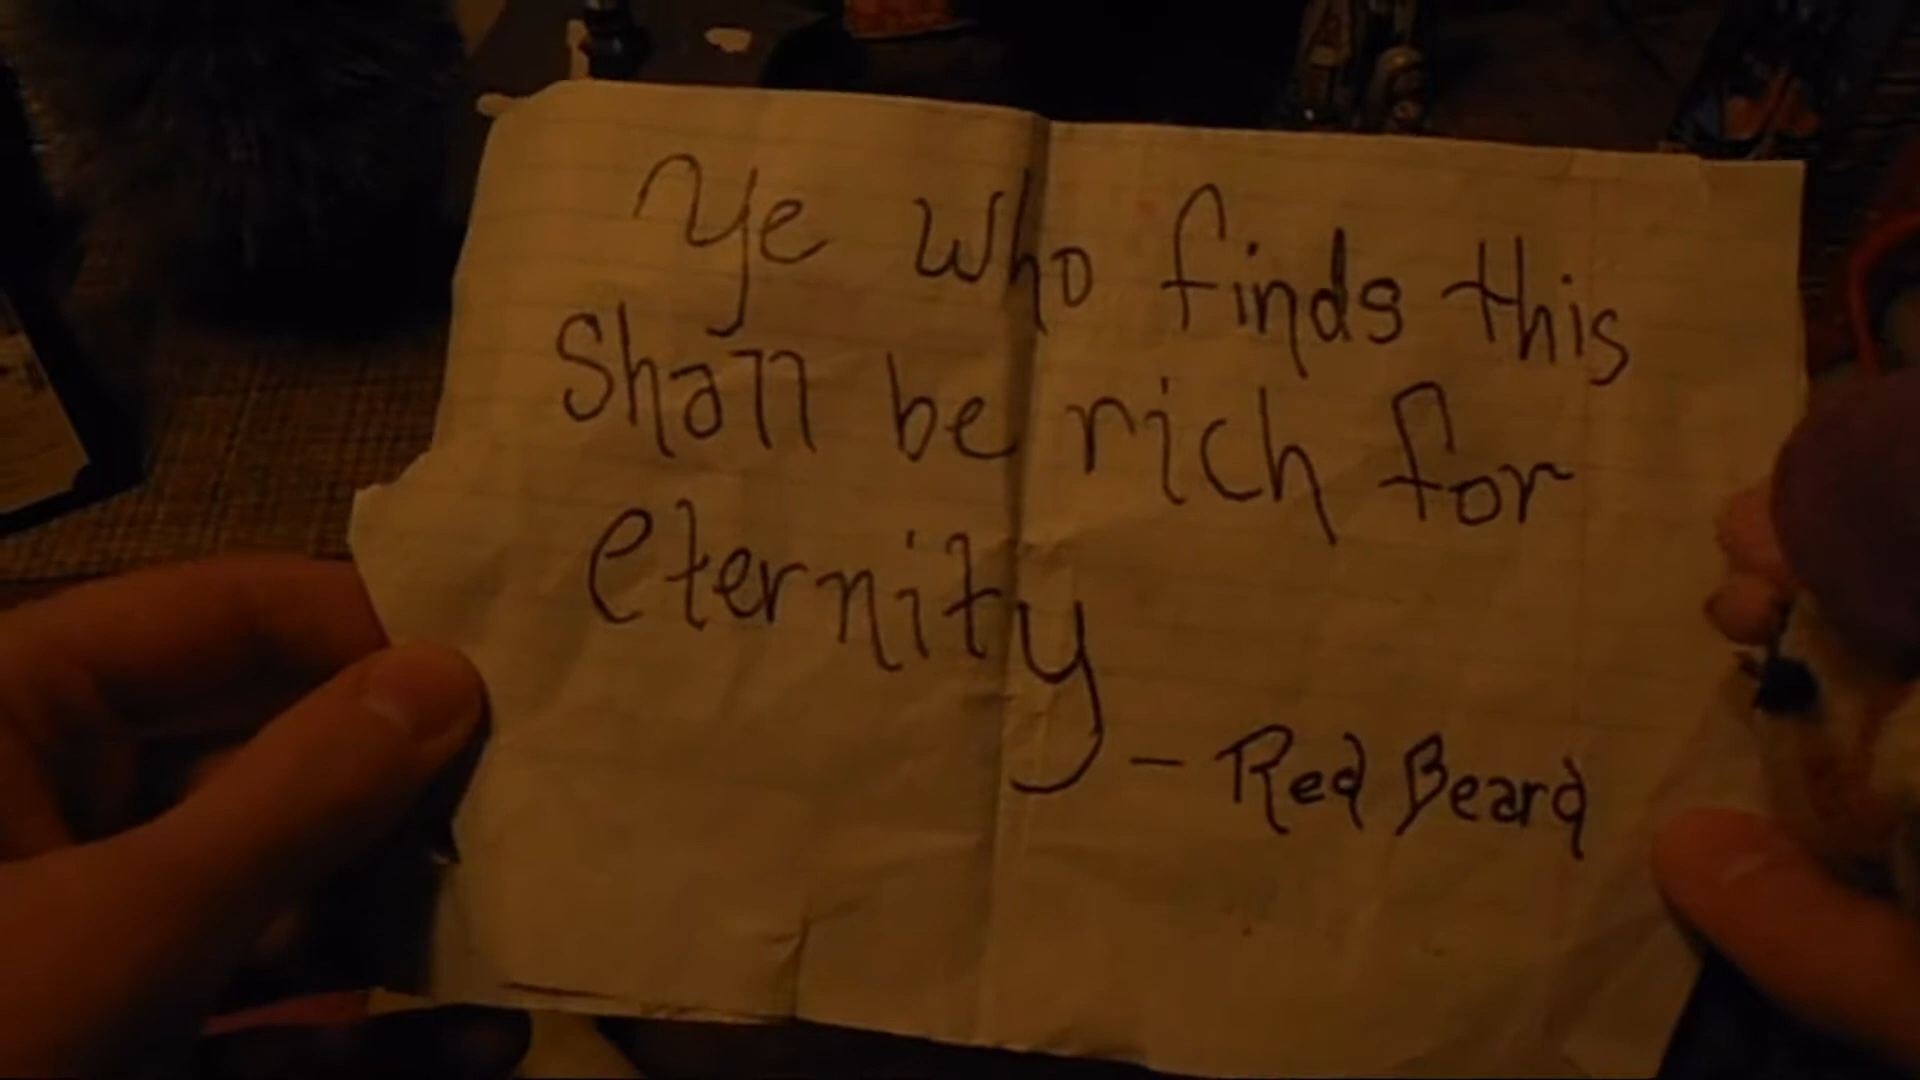 Ye who finds this
Shall be rich for
eternity
- Red Beard